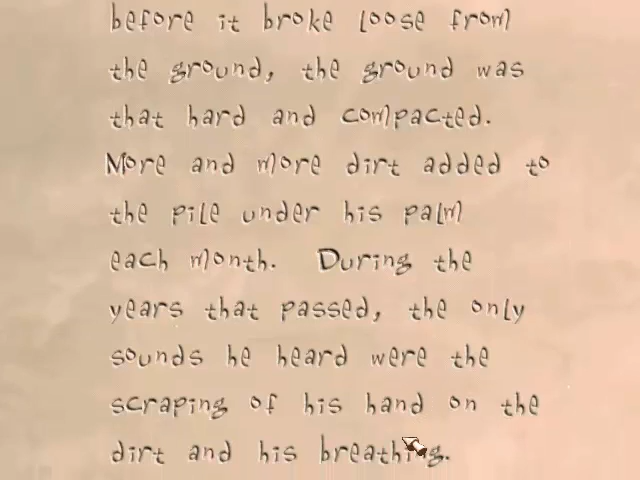 before it broke loose from
the ground, the ground was
that hard and compacted.
More and more dirt added to
the pile under his palm
each month. During the
years that passed, the only
sounds he heard were the
scraping of his hand on the
dirt and his breathing.